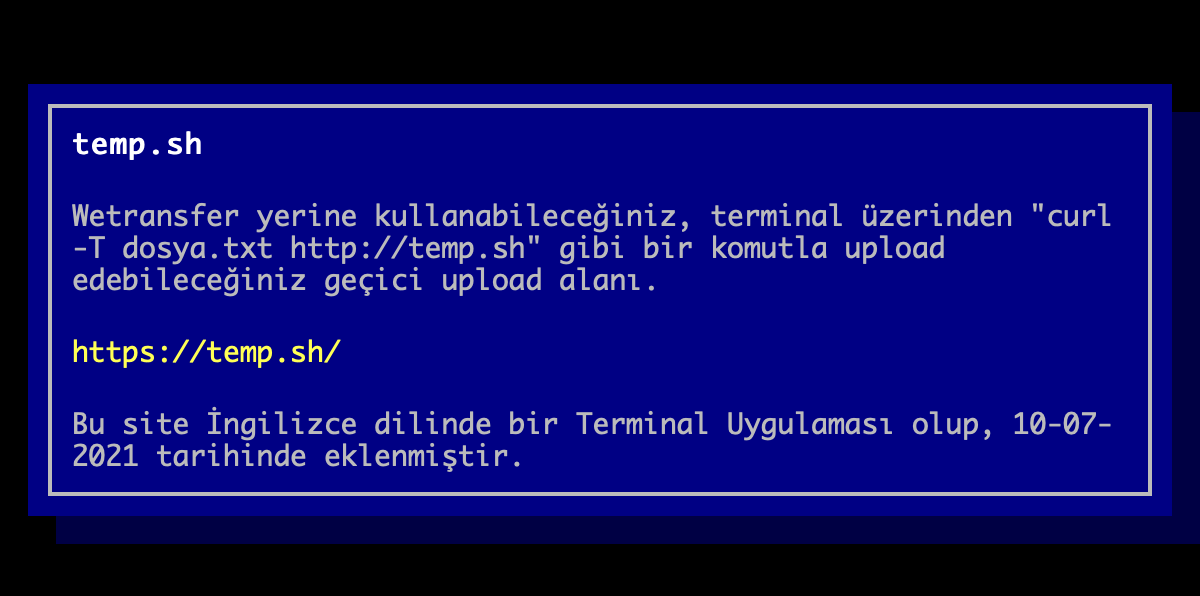 temp.sh
Wetransfer yerine kullanabileceğiniz, terminal üzerinden "curl
-T dosya.txt http://temp.sh" gibi bir komutla upload
edebileceğiniz geçici upload alanı.
https://temp.sh/
Bu site İngilizce dilinde bir Terminal Uygulaması olup, 10-07-
2021 tarihinde eklenmiştir.